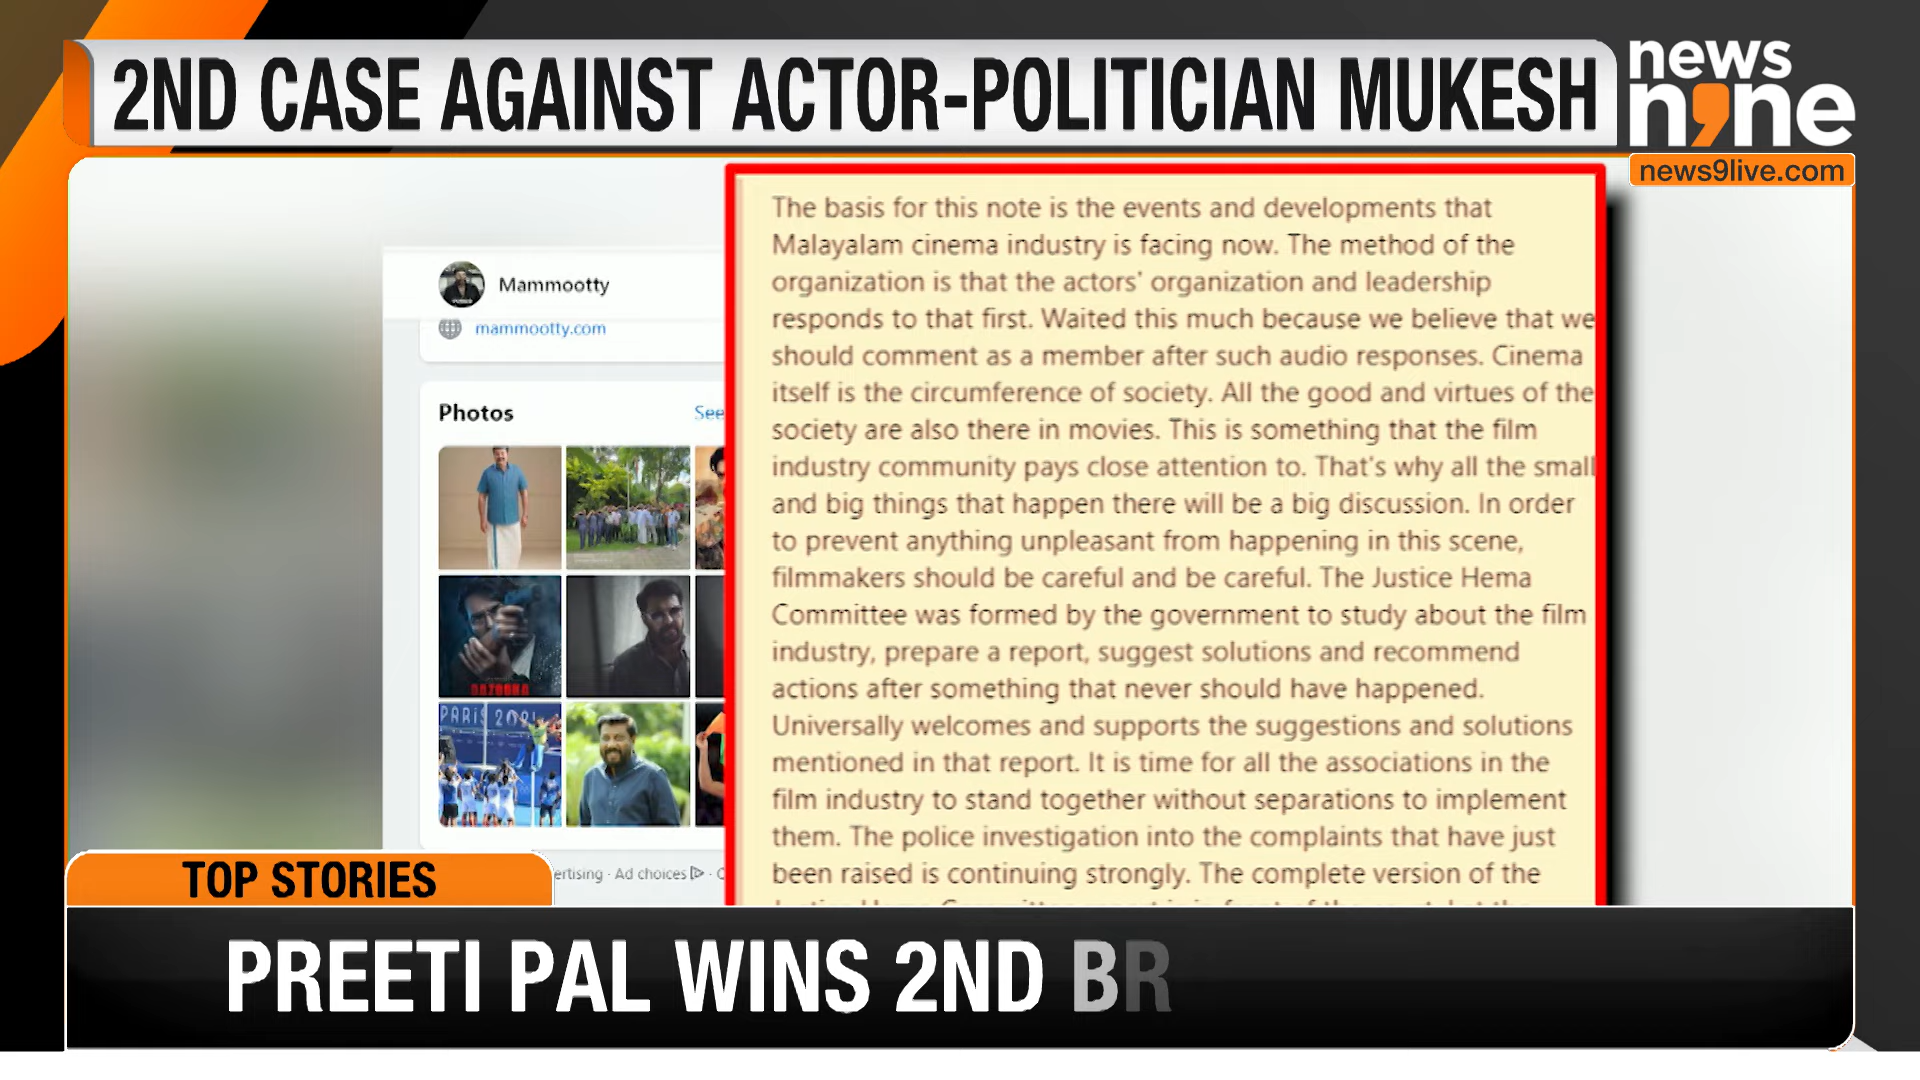 2ND CASE AGAINST ACTOR-POLITICIAN MUKESH
news
nine
news9live.com
Mammootty
mammootty.com
Photos
See
The basis for this note is the events and developments that
Malayalam cinema industry is facing now. The method of the
organization is that the actors' organization and leadership
responds to that first. Waited this much because we believe that we
should comment as a member after such audio responses. Cinema
itself is the circumference of society. All the good and virtues of the
society are also there in movies. This is something that the film
industry community pays close attention to. That's why all the small
and big things that happen there will be a big discussion. In order
to prevent anything unpleasant from happening in this scene,
filmmakers should be careful and be careful. The Justice Hema
Committee was formed by the government to study about the film
industry, prepare a report, suggest solutions and recommend
actions after something that never should have happened.
Universally welcomes and supports the suggestions and solutions
mentioned in that report. It is time for all the associations in the
film industry to stand together without separations to implement
them. The police investigation into the complaints that have just
been raised is continuing strongly. The complete version of the
PARIS
ertising · Ad choices
TOP STORIES
PREETI PAL WINS 2ND BR